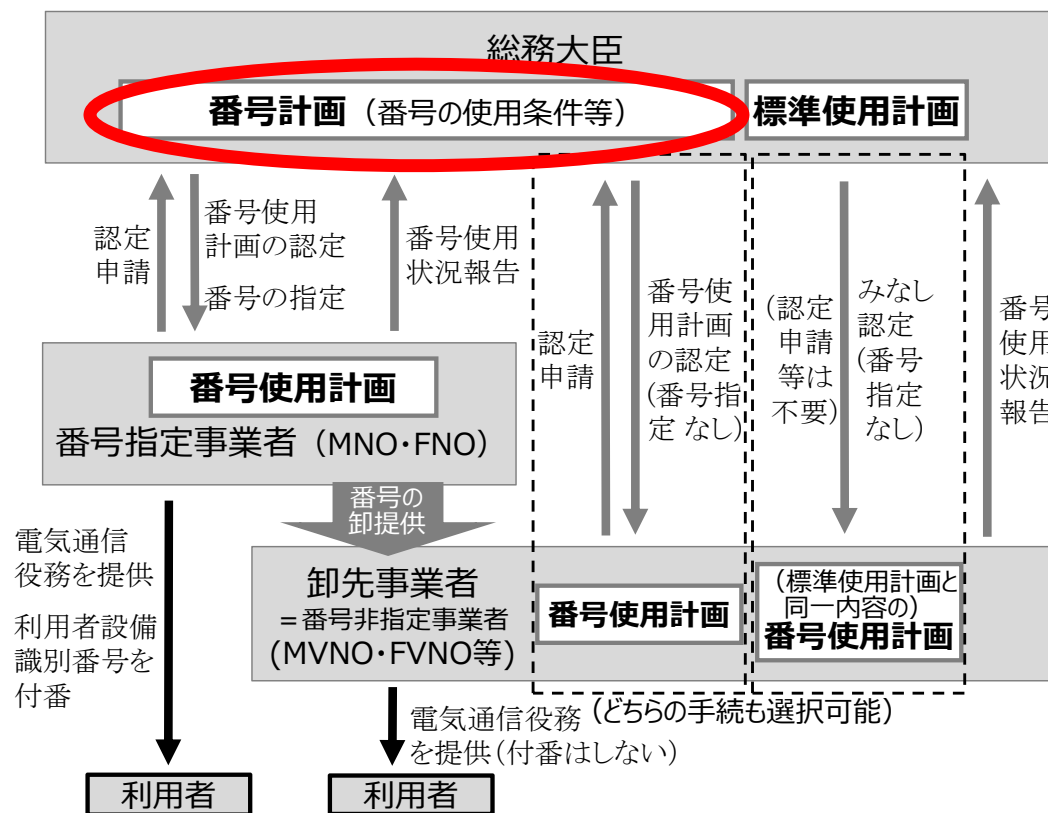 総務大臣
番号計画（番号の使用条件等）
標準使用計画
認定
申請
番号使用
計画の認定
番号の指定
番号使用
状況報告
認定
申請
番号使
用計画
の認定
(番号指
定 なし)
(認定
申請
等は
不要)
みなし
認定
(番号
指定
なし)
番号
使用
状況
報告
番号使用計画
番号指定事業者（MNO・FNO）
番号の
卸提供
電気通信
役務を提供
利用者設備
識別番号を
付番
卸先事業者
＝番号非指定事業者
(MVNO・FVNO等)
番号使用計画
（標準使用計画と
同一内容の）
番号使用計画
（どちらの手続も選択可能）
電気通信役務
を提供（付番はしない）
利用者
利用者